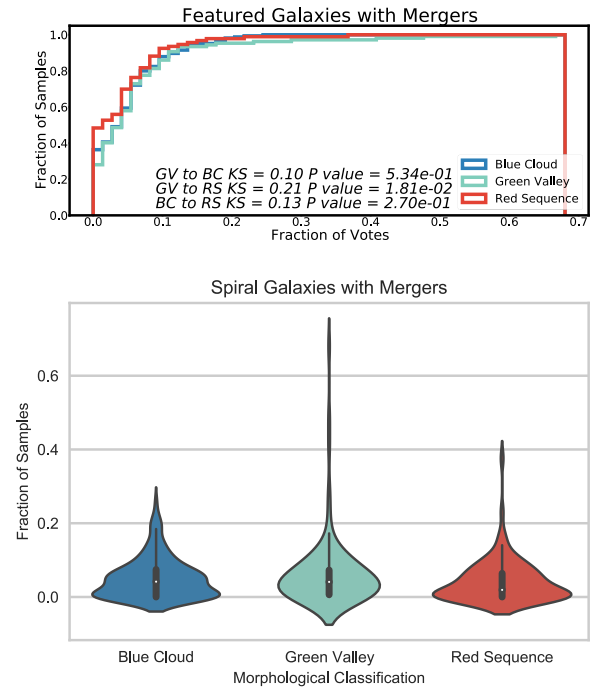 Featured Galaxies with Mergers
Fraction of Samples
1.0
0.8
0.6
0.4
0.2
0.0
GV to BC KS = 0.10 P value = 5.34e-01
GV to RS KS = 0.21 P value = 1.81e-02
BC to RS KS = 0.13 P value = 2.70e-01
Blue Cloud
Green Valley
Red Sequence
0.0 0.1 0.2 0.3 0.4 0.5 0.6 0.7
Fraction of Votes
Spiral Galaxies with Mergers
Fraction of Samples
0.6
0.4
0.2
0.0
Blue Cloud Green Valley Red Sequence
Morphological Classification